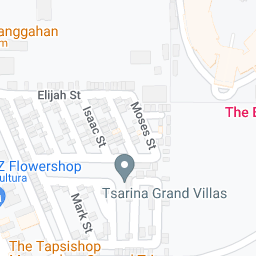 anggahan
m
Elijah St
Isaac St
Moses St
The E
Z Flowershop
ultura
Tsarina Grand Villas
Mark St
The Tapsishop